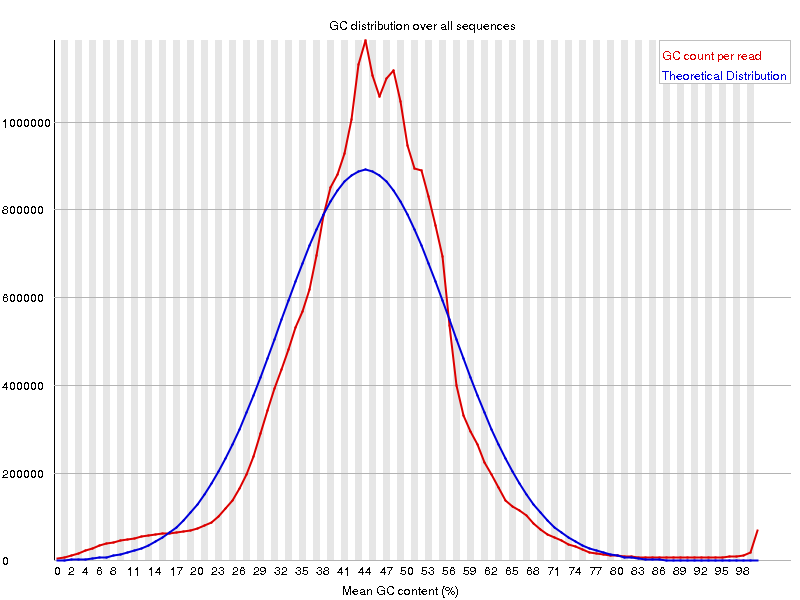 GC distribution over all sequences
GC count per read
Theoretical Distribution
1000000
800000
600000
400000
200000
0
0 2 4 6 8 11 14 17 20 23 26 29 32 35 38 41 44 47 50 53 56 59 62 65 68 71 74 77 80 83 86 89 92 95 98
Mean GC content (%)